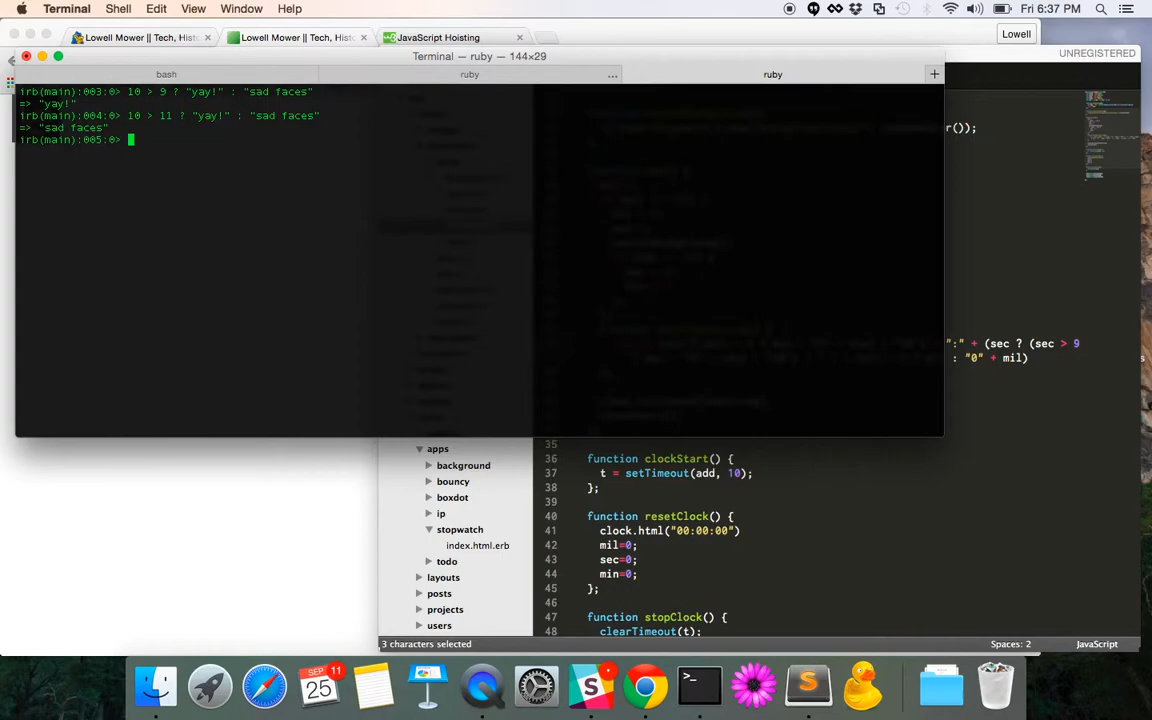 Terminal Shell Edit View Window Help Fri 6:37 PM
Lowell Mower || Tech, Hist Lowell Mower || Tech, Hist JavaScript Hoisting Lowell
Terminal — ruby — 144×29 UNREGISTERED
bash ruby ... ruby +
irb(main):003:0> 10 > 9 ? "yay!" : "sad faces"
=> "yay!"
irb(main):004:0> 10 > 11 ? "yay!" : "sad faces"
=> "sad faces"
irb(main):005:0>
r());
":" + (sec ? (sec > 9
: "0" + mil)
apps
background
bouncy
boxdot
ip
stopwatch
index.html.erb
todo
layouts
posts
projects
users
35
36 function clockStart() {
37 t = setTimeout(add, 10);
38 };
39
40 function resetClock() {
41 clock.html("00:00:00")
42 mil=0;
43 sec=0;
44 min=0;
45 };
46
47 function stopClock() {
48 clearTimeout(t);
3 characters selected Spaces: 2 JavaScript
SEP 11
25